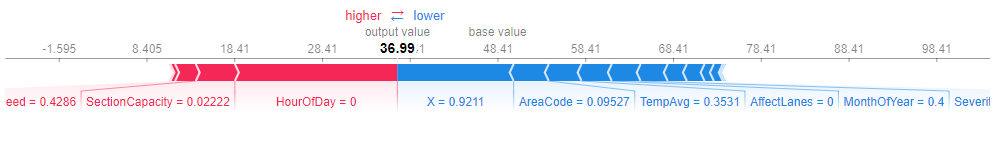 higher ⇄ lower
output value base value
-1.595 8.405 18.41 28.41 36.99 48.41 58.41 68.41 78.41 88.41 98.41
eed = 0.4286 SectionCapacity = 0.02222 HourOfDay = 0 X = 0.9211 AreaCode = 0.09527 TempAvg = 0.3531 AffectLanes = 0 MonthOfYear = 0.4 Severit